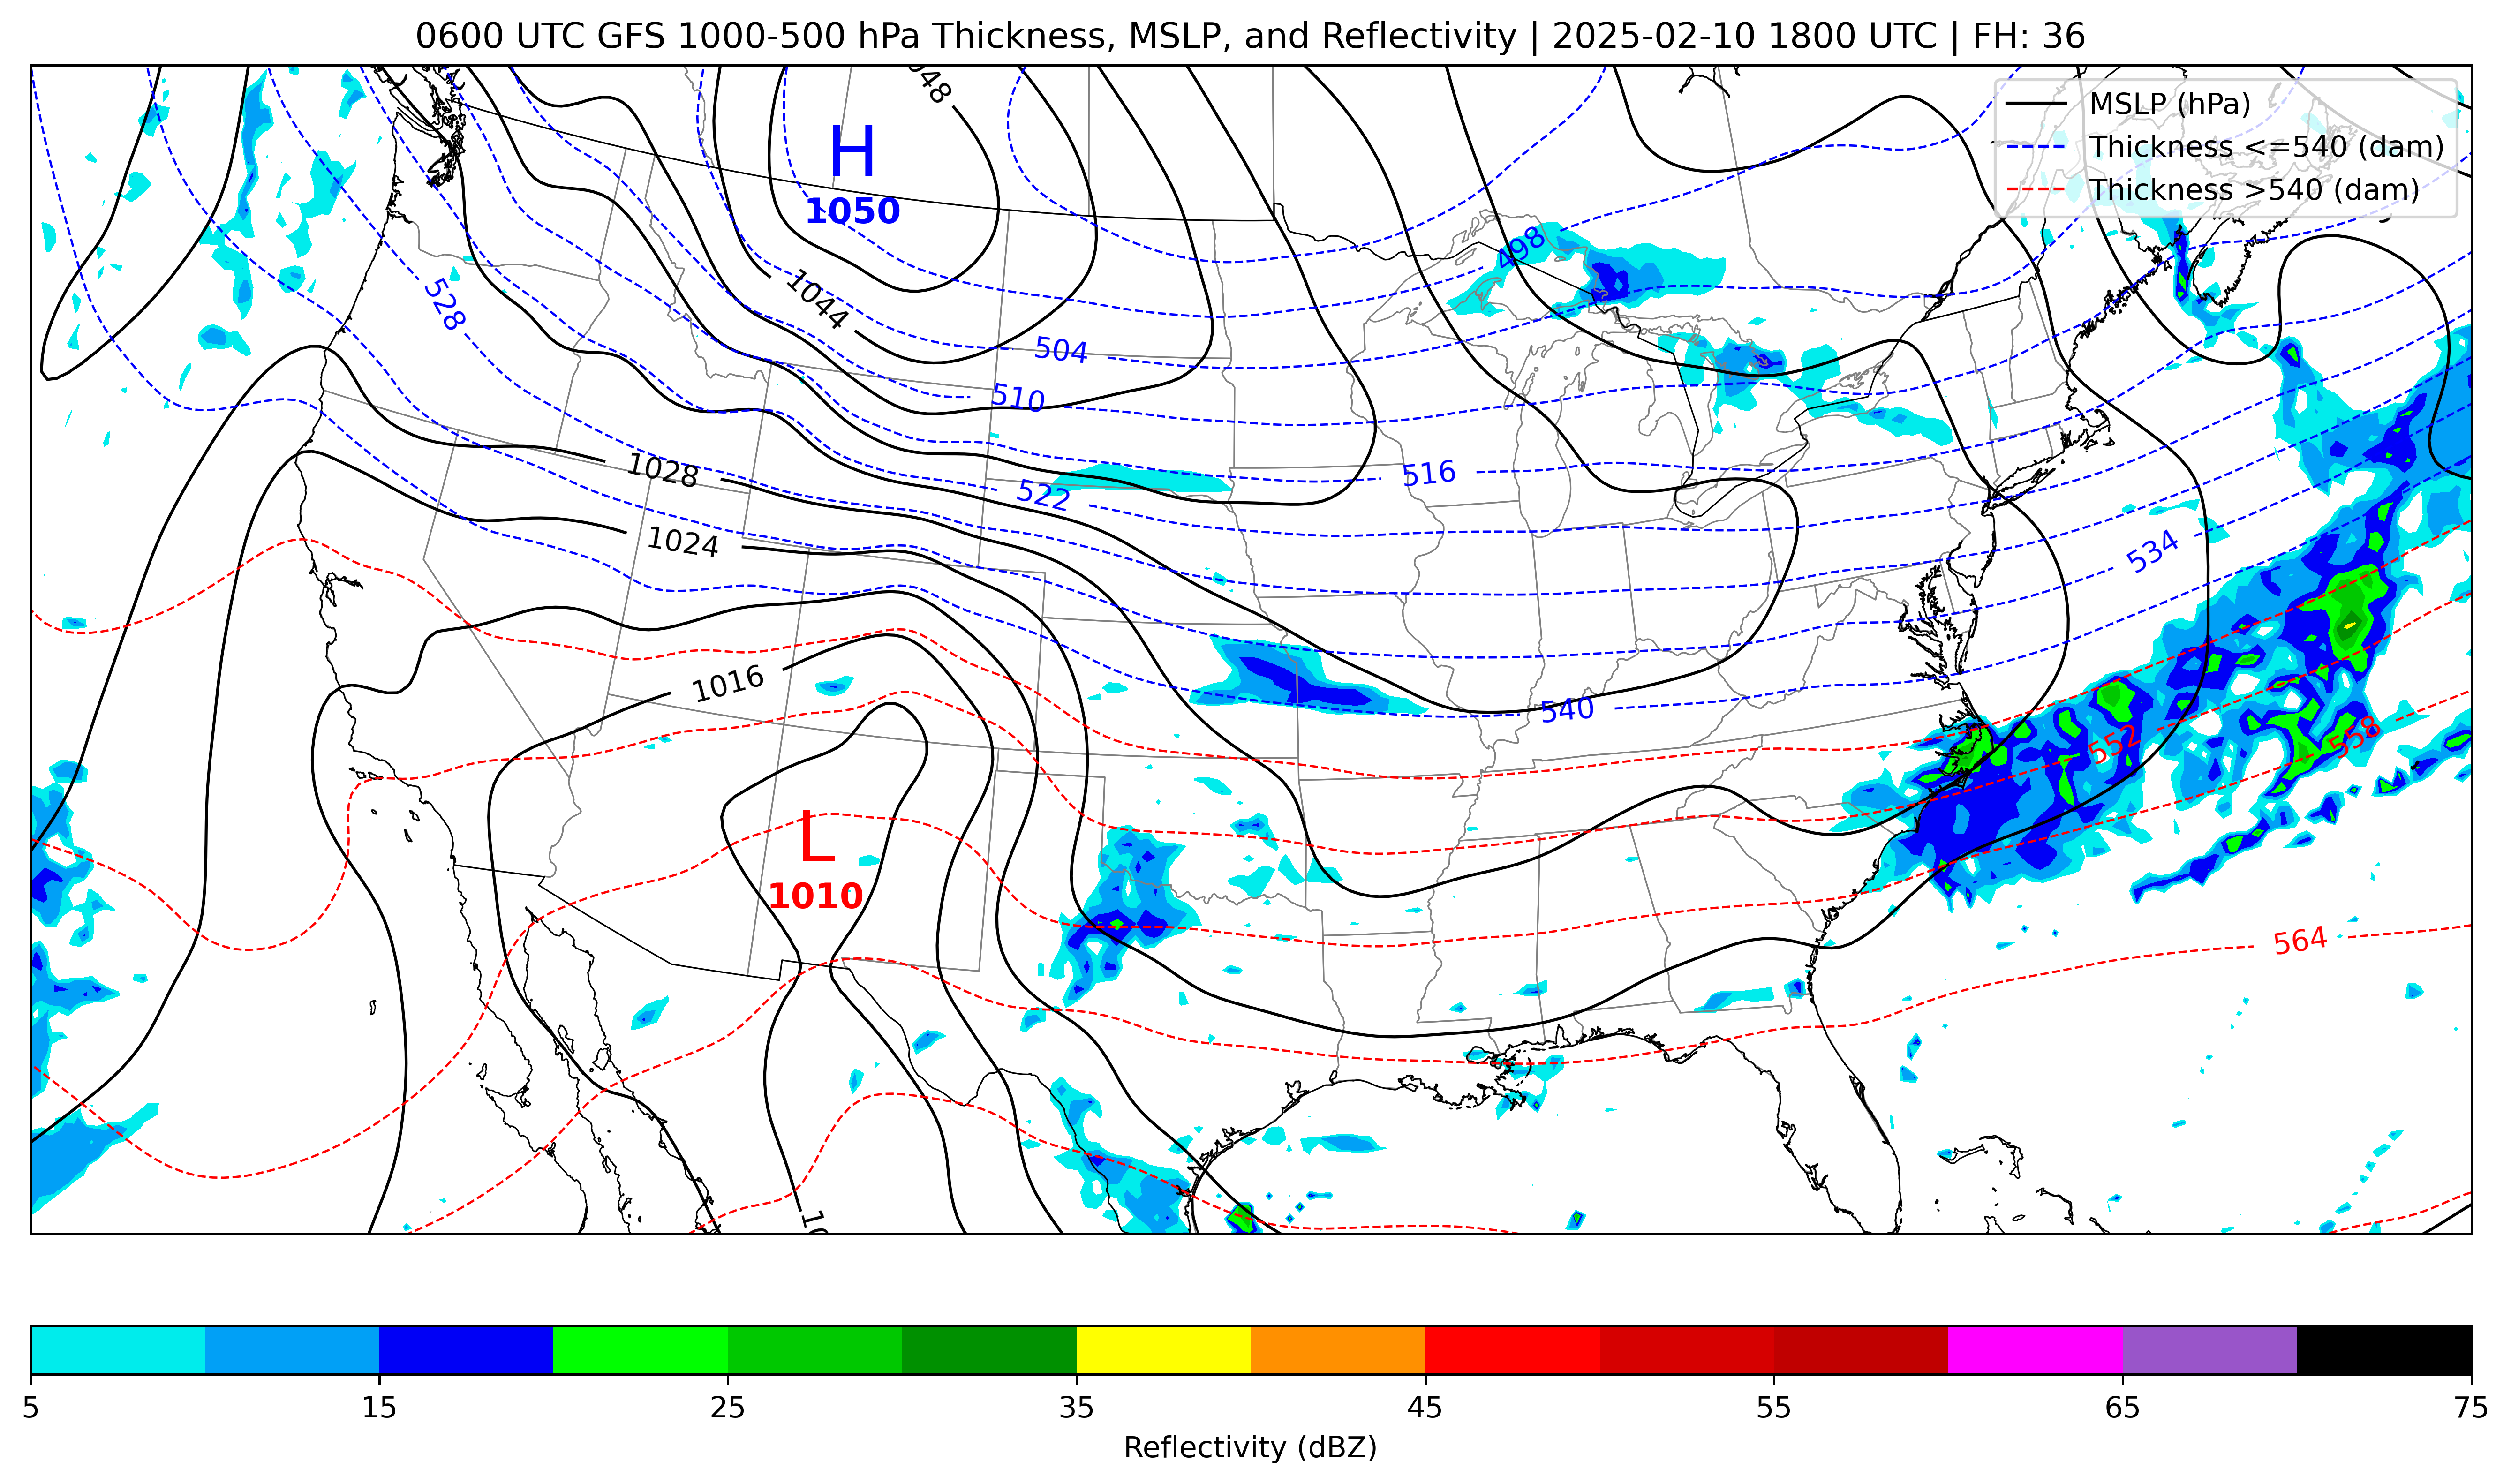 0600 UTC GFS 1000-500 hPa Thickness, MSLP, and Reflectivity | 2025-02-10 1800 UTC | FH: 36
MSLP (hPa)
Thickness <=540 (dam)
Thickness >540 (dam)
H
1050
498
528
1044
504
510
1028
516
522
1024
534
1016
540
552
558
L
1010
564
5 15 25 35 45 55 65 75
Reflectivity (dBZ)